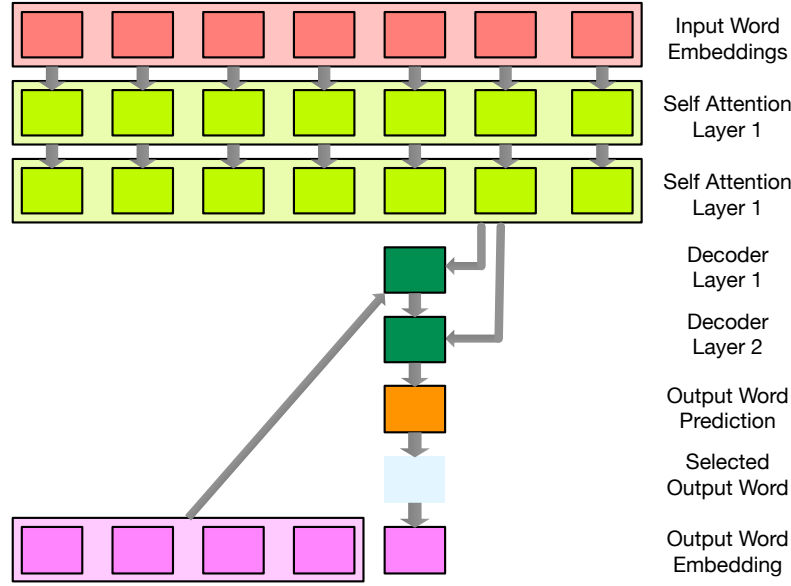 Input Word
Embeddings
Self Attention
Layer 1
Self Attention
Layer 1
Decoder
Layer 1
Decoder
Layer 2
Output Word
Prediction
Selected
Output Word
Output Word
Embedding